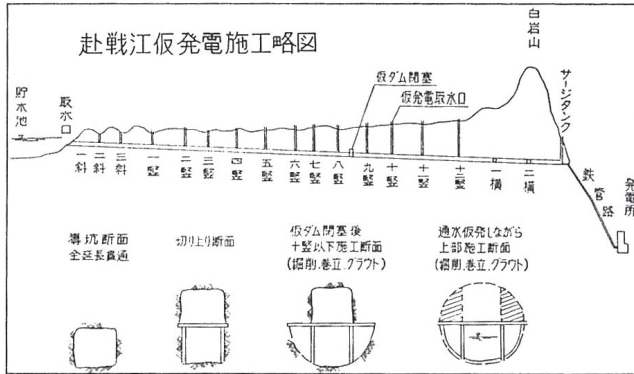 赴戦江仮発電施工略図
白岩山
サージタンク
仮ダム閉塞
仮発電取水口
貯水池
取水口
一斜
二斜
三斜
一竪
二竪
三竪
四竪
五竪
六竪
七竪
八竪
九竪
十竪
十一竪
十二竪
一横
二横
鉄管路
発電所
導坑断面
全延長貫通
切り上り断面
仮ダム閉塞後
十竪以下施工断面
(掘削.巻立.グラウト)
通水仮発しながら
上部施工断面
(掘削.巻立.グラウト)